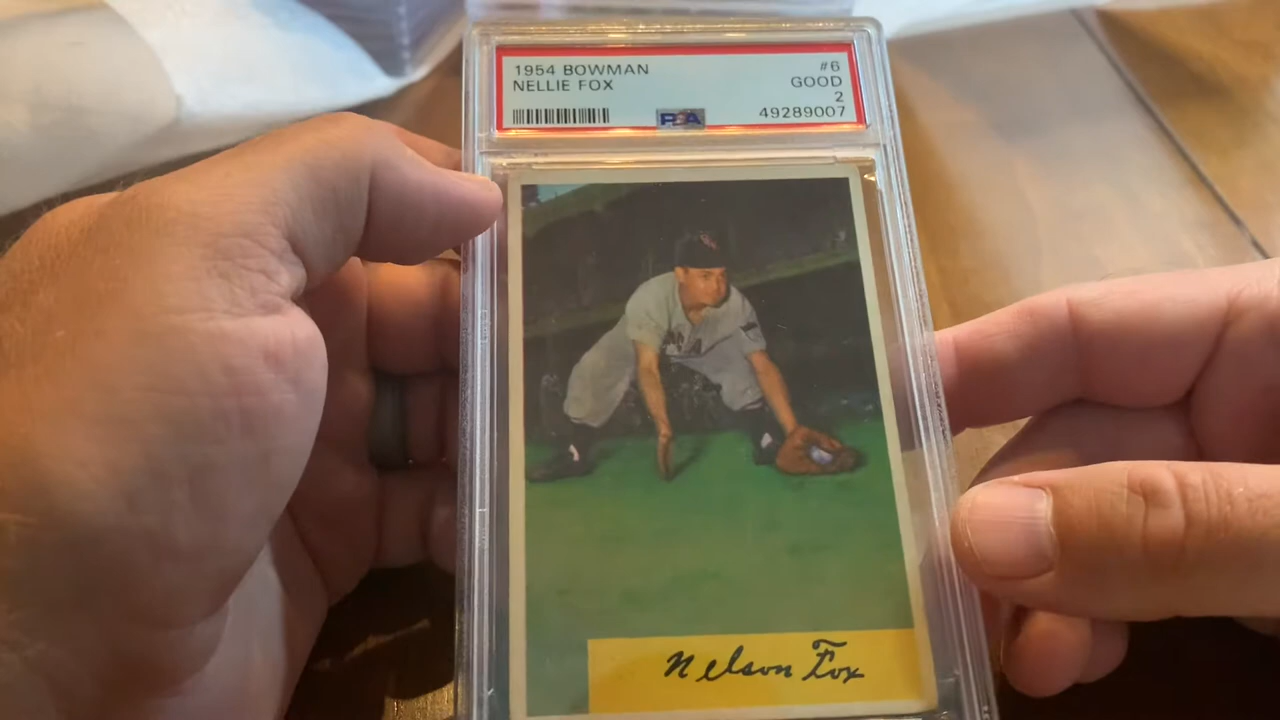 1954 BOWMAN #6
NELLIE FOX GOOD
2
PSA 49289007
Nelson Fox